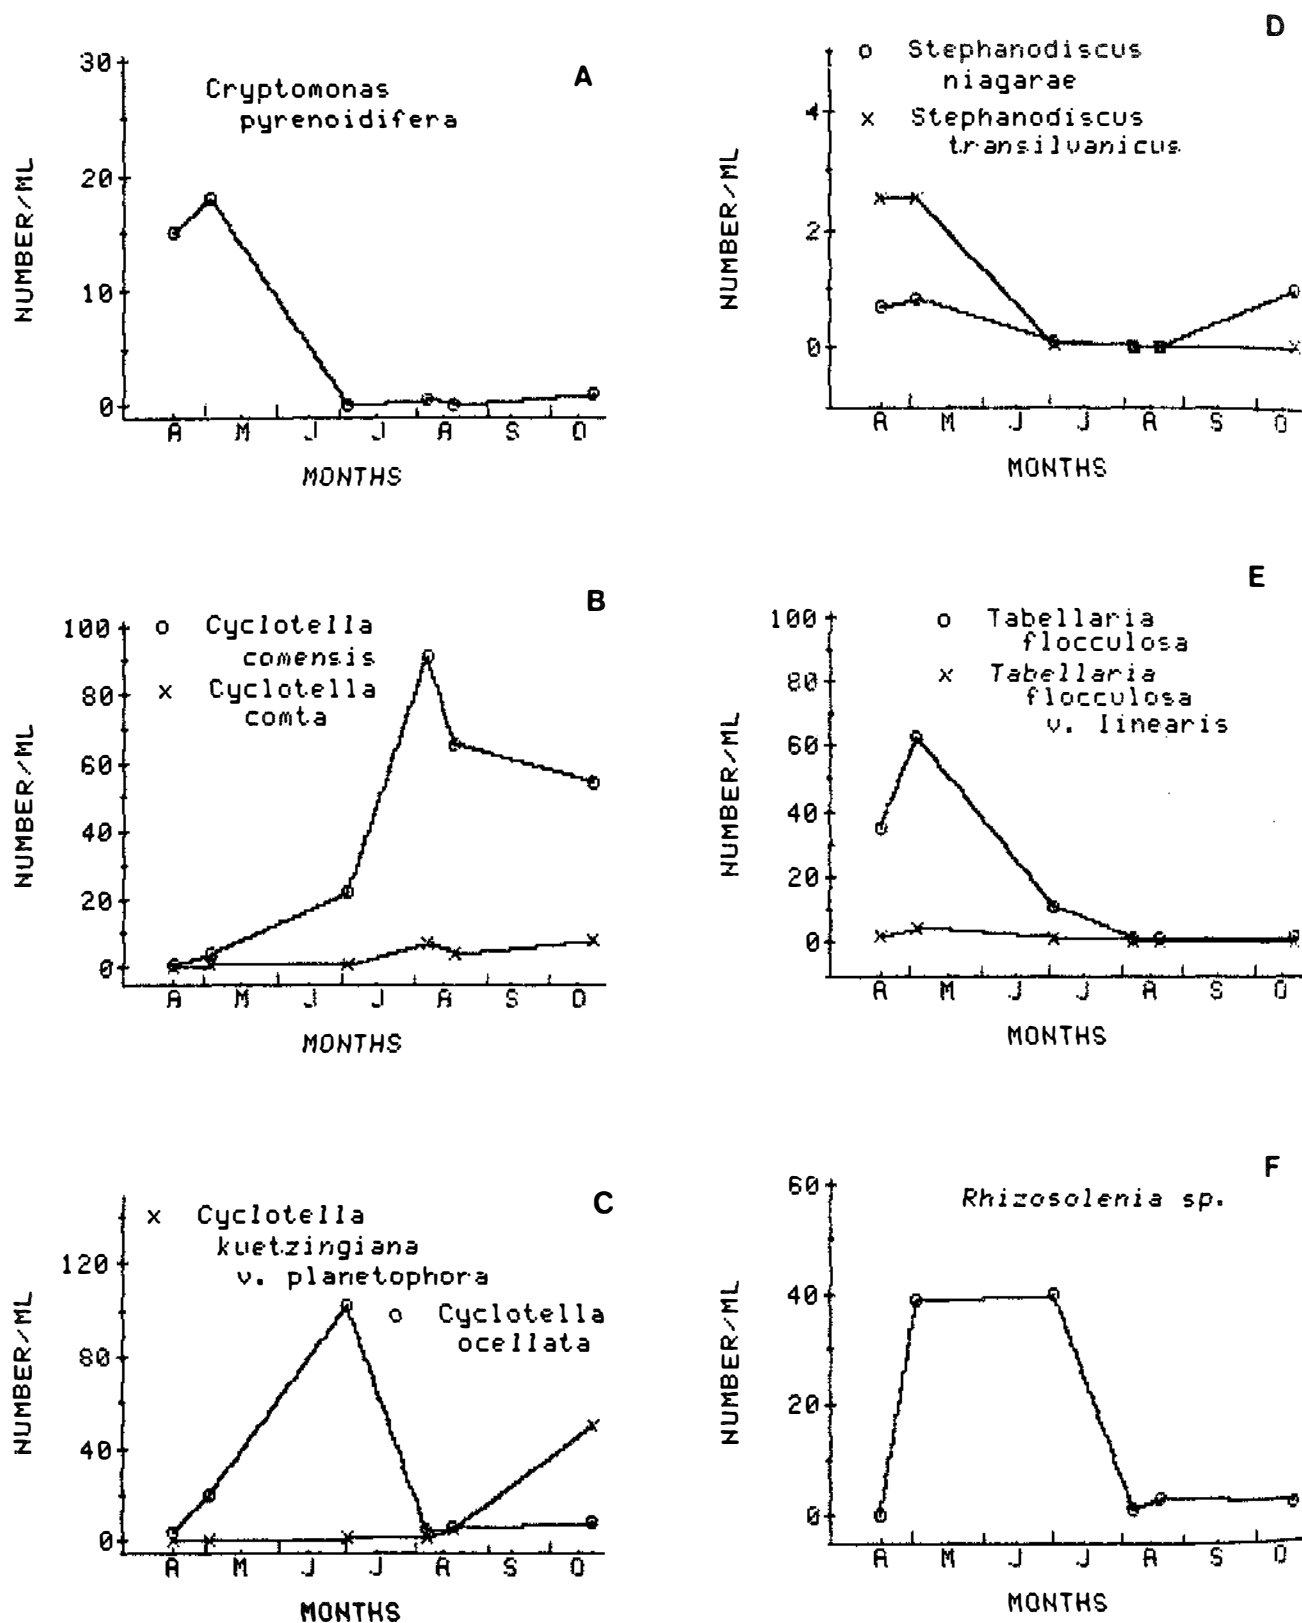 A
Cryptomonas
pyrenoidifera
30
20
10
0
NUMBER/ML
A M J J A S O
MONTHS
B
o Cyclotella
comensis
x Cyclotella
comta
100
80
60
40
20
0
NUMBER/ML
A M J J A S O
MONTHS
C
x Cyclotella
kuetzingiana
v. planetophora
o Cyclotella
ocellata
120
80
40
0
NUMBER/ML
A M J J A S O
MONTHS
D
o Stephanodiscus
niagarae
x Stephanodiscus
transilvanicus
4
2
0
NUMBER/ML
A M J J A S O
MONTHS
E
o Tabellaria
flocculosa
x Tabellaria
flocculosa
v. linearis
100
80
60
40
20
0
NUMBER/ML
A M J J A S O
MONTHS
F
Rhizosolenia sp.
60
40
20
0
NUMBER/ML
A M J J A S O
MONTHS